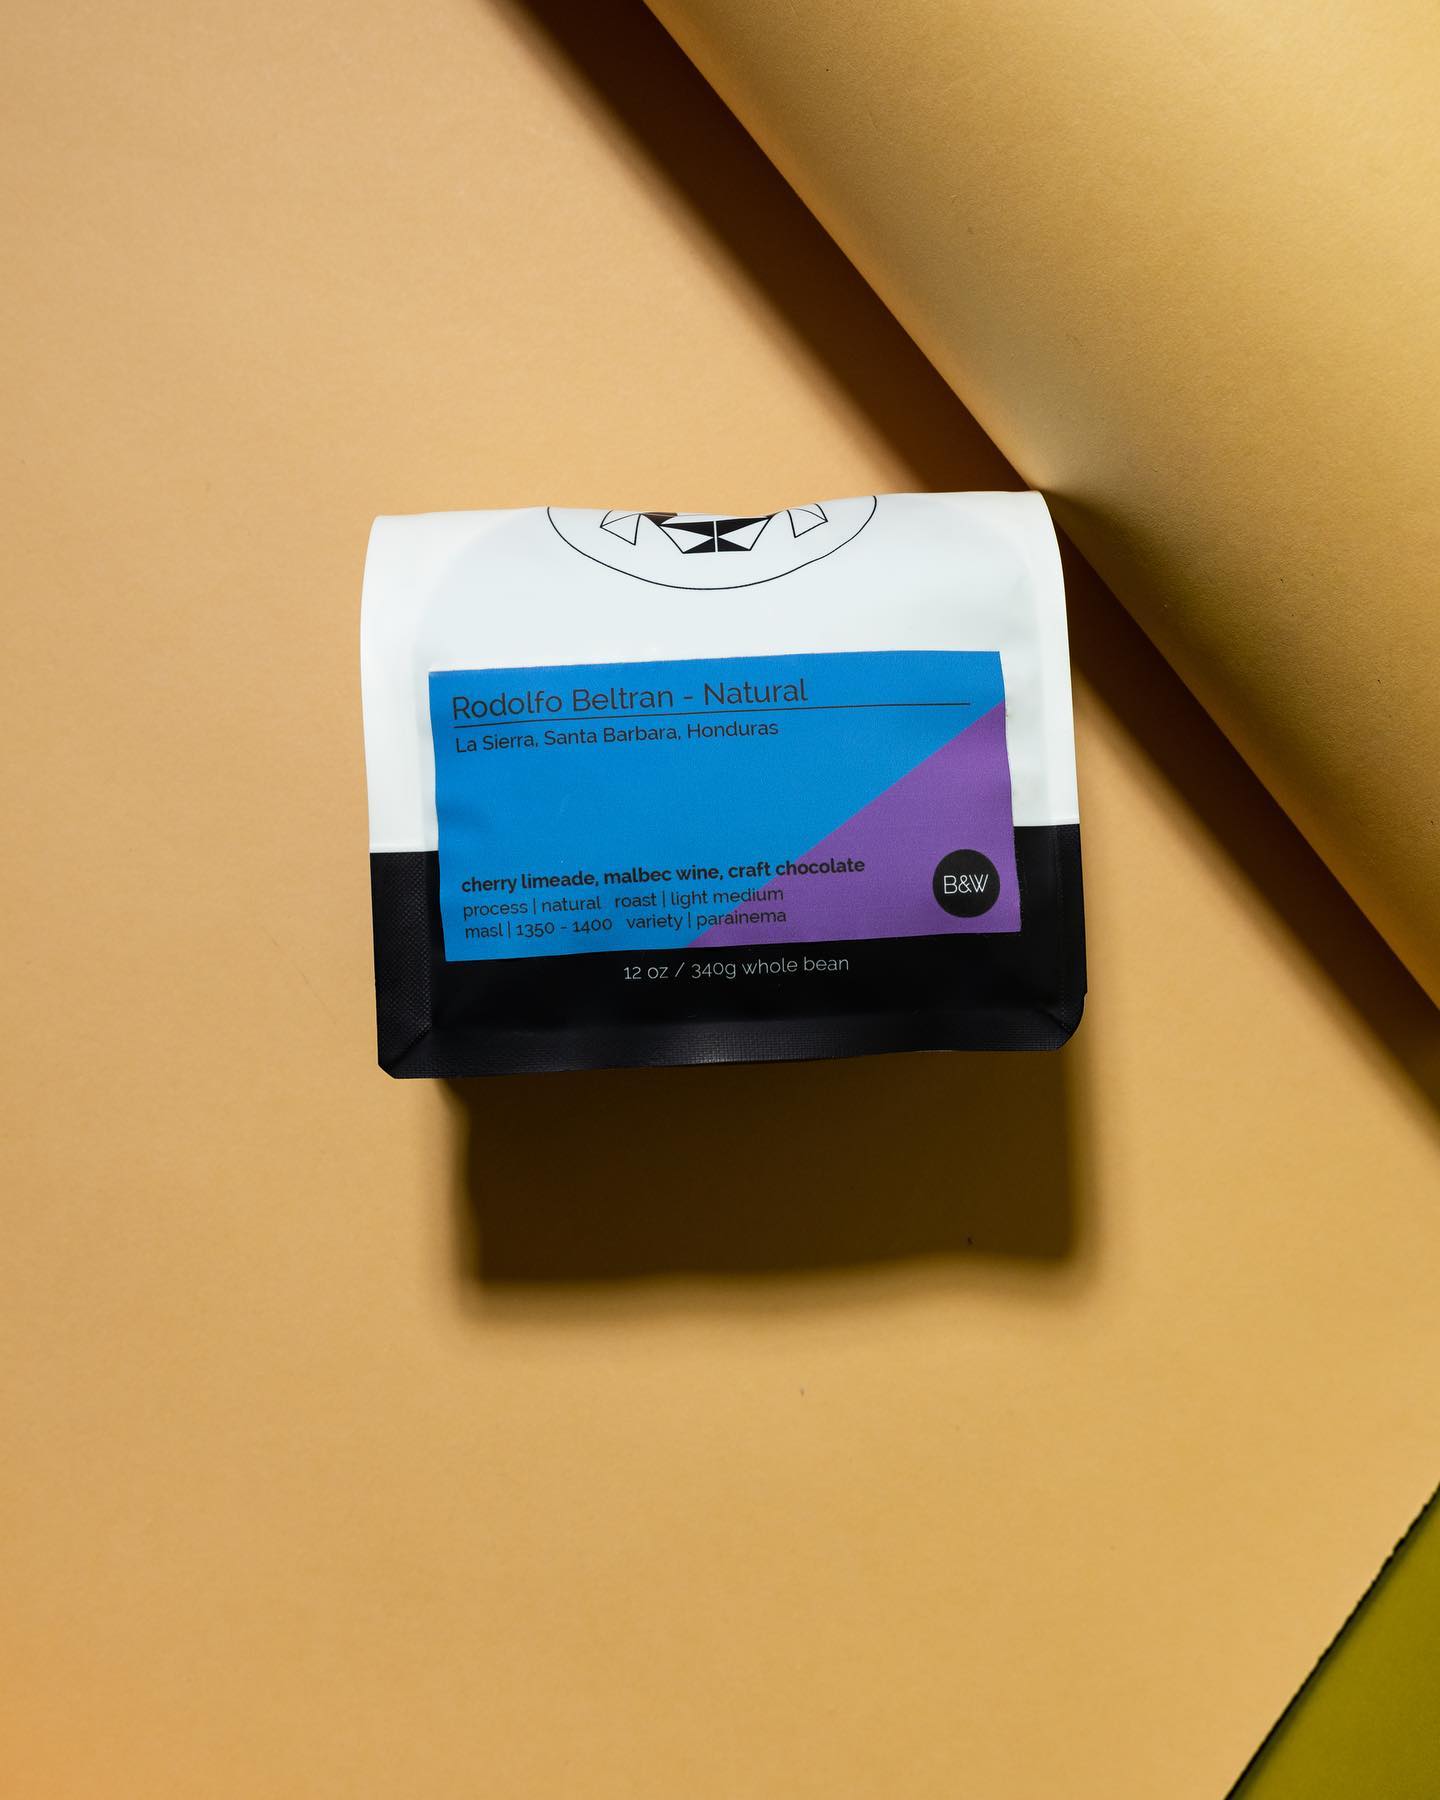 Rodolfo Beltran - Natural
La Sierra, Santa Barbara, Honduras
cherry limeade, malbec wine, craft chocolate
process | natural roast | light medium
masl | 1350 - 1400 variety | parainema
B&W
12 oz / 340g whole bean